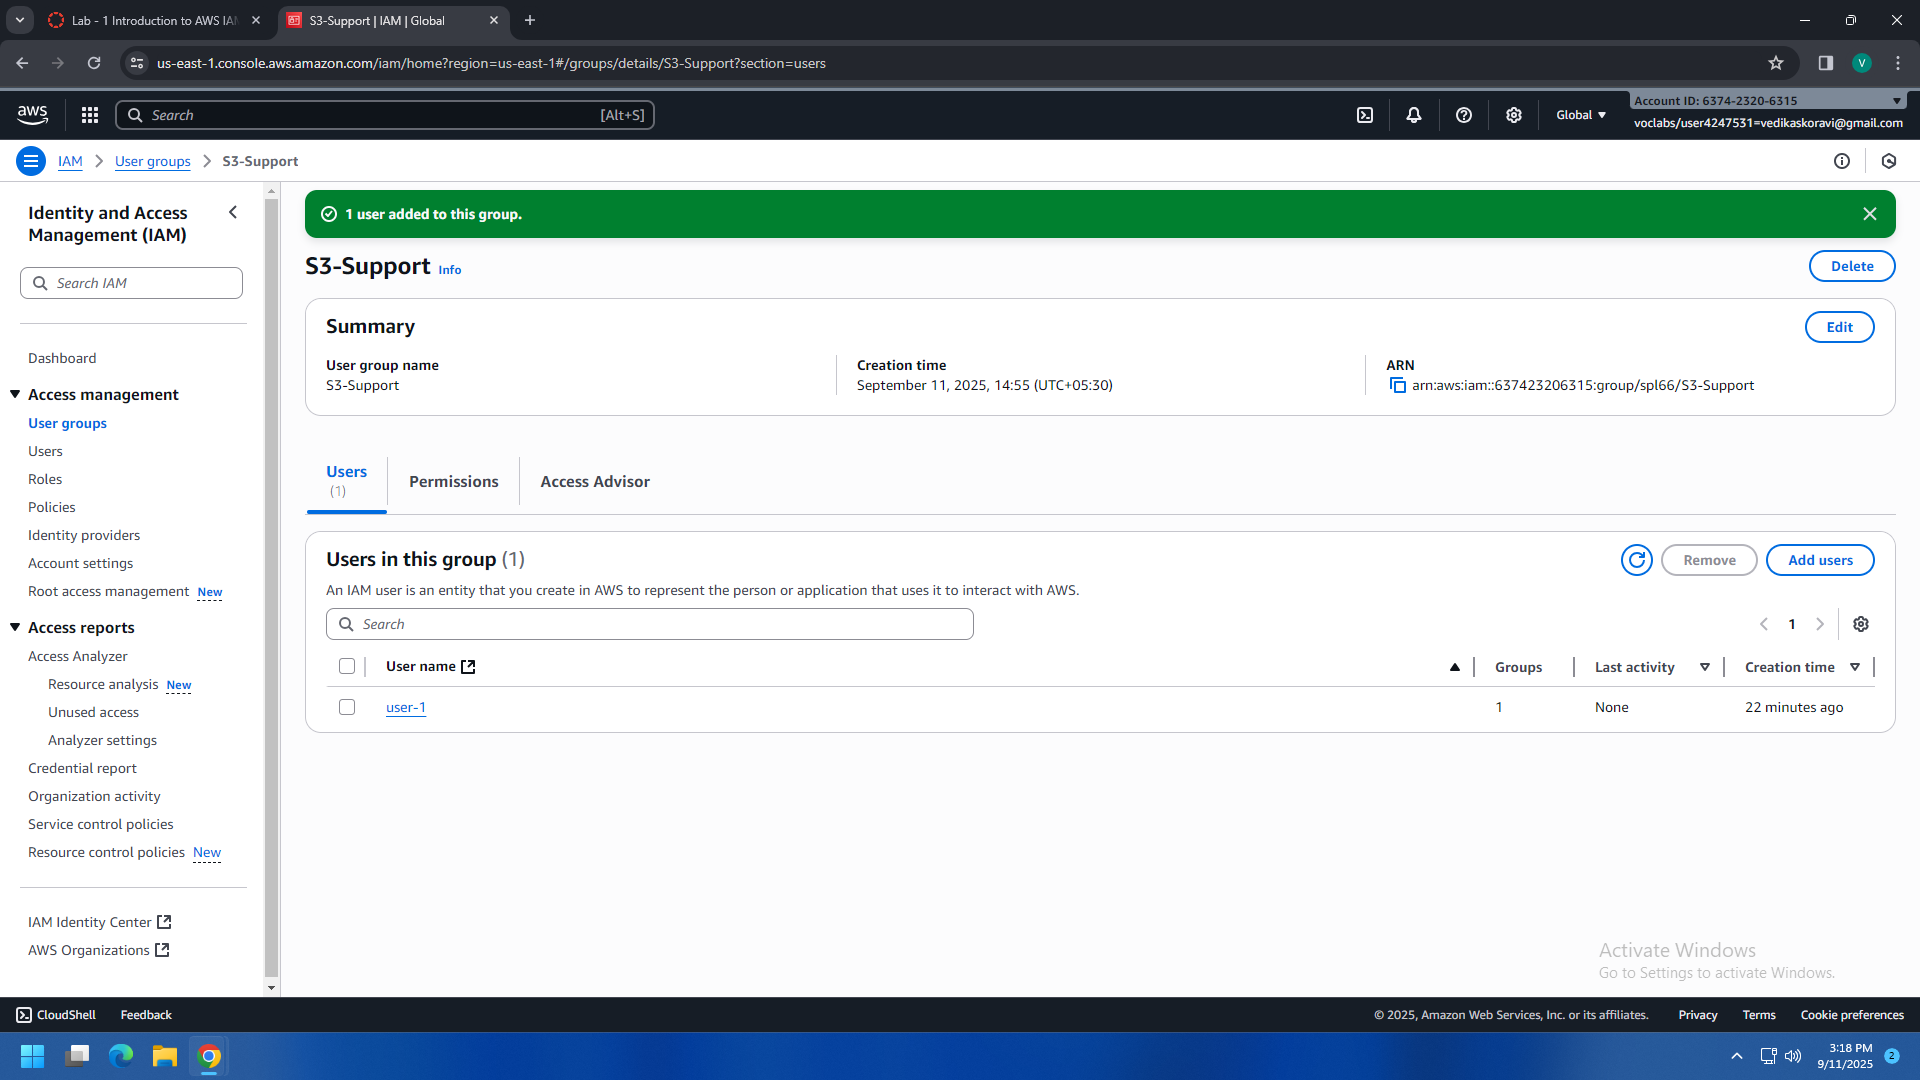 Lab - 1 Introduction to AWS IAM
S3-Support | IAM | Global
us-east-1.console.aws.amazon.com/iam/home?region=us-east-1#/groups/details/S3-Support?section=users
V
aws
Search
[Alt+S]
Global
Account ID: 6374-2320-6315
voclabs/user4247531=vedikaskoravi@gmail.com
IAM
User groups
S3-Support
Identity and Access
Management (IAM)
Search IAM
Dashboard
Access management
User groups
Users
Roles
Policies
Identity providers
Account settings
Root access management New
Access reports
Access Analyzer
Resource analysis New
Unused access
Analyzer settings
Credential report
Organization activity
Service control policies
Resource control policies New
IAM Identity Center
AWS Organizations
1 user added to this group.
S3-Support Info
Delete
Summary
Edit
User group name
S3-Support
Creation time
September 11, 2025, 14:55 (UTC+05:30)
ARN
arn:aws:iam::637423206315:group/spl66/S3-Support
Users
(1)
Permissions
Access Advisor
Users in this group (1)
Remove
Add users
An IAM user is an entity that you create in AWS to represent the person or application that uses it to interact with AWS.
Search
1
User name
Groups
Last activity
Creation time
user-1
1
None
22 minutes ago
Activate Windows
Go to Settings to activate Windows.
CloudShell
Feedback
© 2025, Amazon Web Services, Inc. or its affiliates.
Privacy
Terms
Cookie preferences
3:18 PM
9/11/2025
2